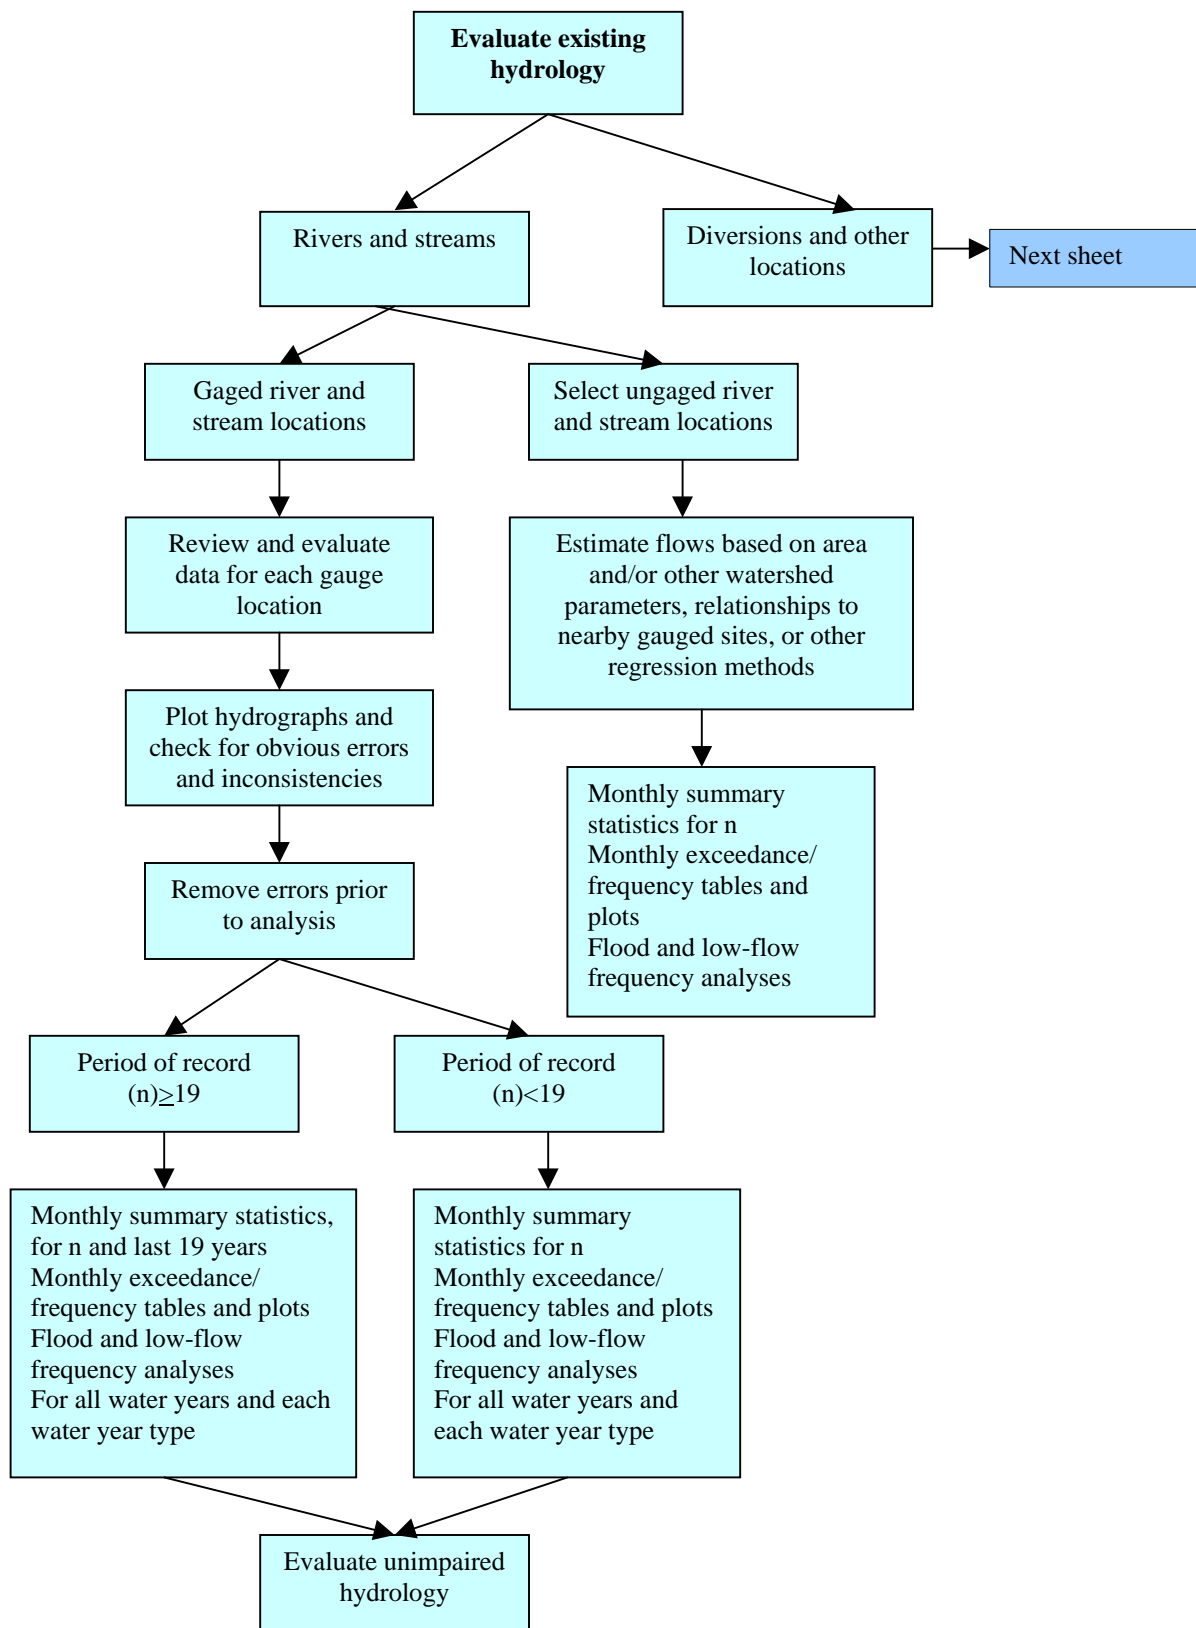 Evaluate existing
hydrology
Rivers and streams
Diversions and other
locations
Next sheet
Gaged river and
stream locations
Select ungaged river
and stream locations
Review and evaluate
data for each gauge
location
Estimate flows based on area
and/or other watershed
parameters, relationships to
nearby gauged sites, or other
regression methods
Plot hydrographs and
check for obvious errors
and inconsistencies
Monthly summary
statistics for n
Monthly exceedance/
frequency tables and
plots
Flood and low-flow
frequency analyses
Remove errors prior
to analysis
Period of record
(n)≥19
Period of record
(n)<19
Monthly summary statistics,
for n and last 19 years
Monthly exceedance/
frequency tables and plots
Flood and low-flow
frequency analyses
For all water years and each
water year type
Monthly summary
statistics for n
Monthly exceedance/
frequency tables and plots
Flood and low-flow
frequency analyses
For all water years and
each water year type
Evaluate unimpaired
hydrology